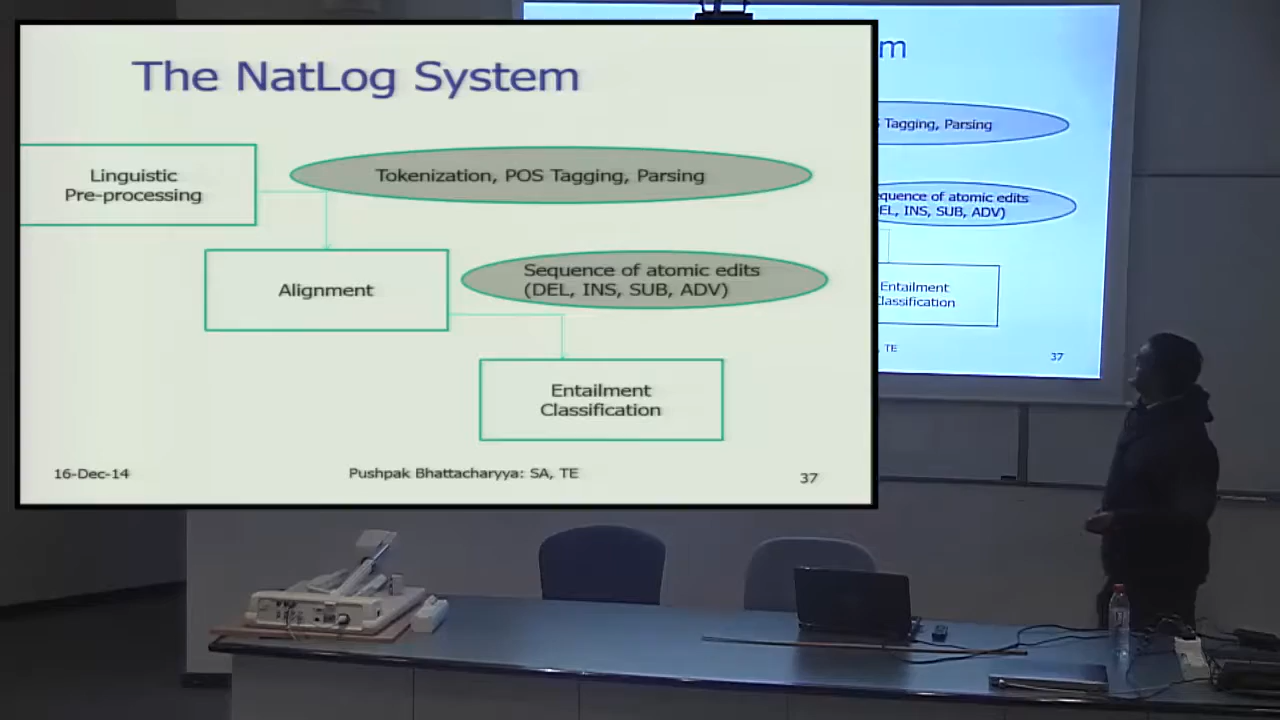 The NatLog System
Linguistic
Pre-processing
Tokenization, POS Tagging, Parsing
Alignment
Sequence of atomic edits
(DEL, INS, SUB, ADV)
Entailment
Classification
16-Dec-14
Pushpak Bhattacharyya: SA, TE
37
m
Tagging, Parsing
equence of atomic edits
EL, INS, SUB, ADV)
Entailment
Classification
, TE
37